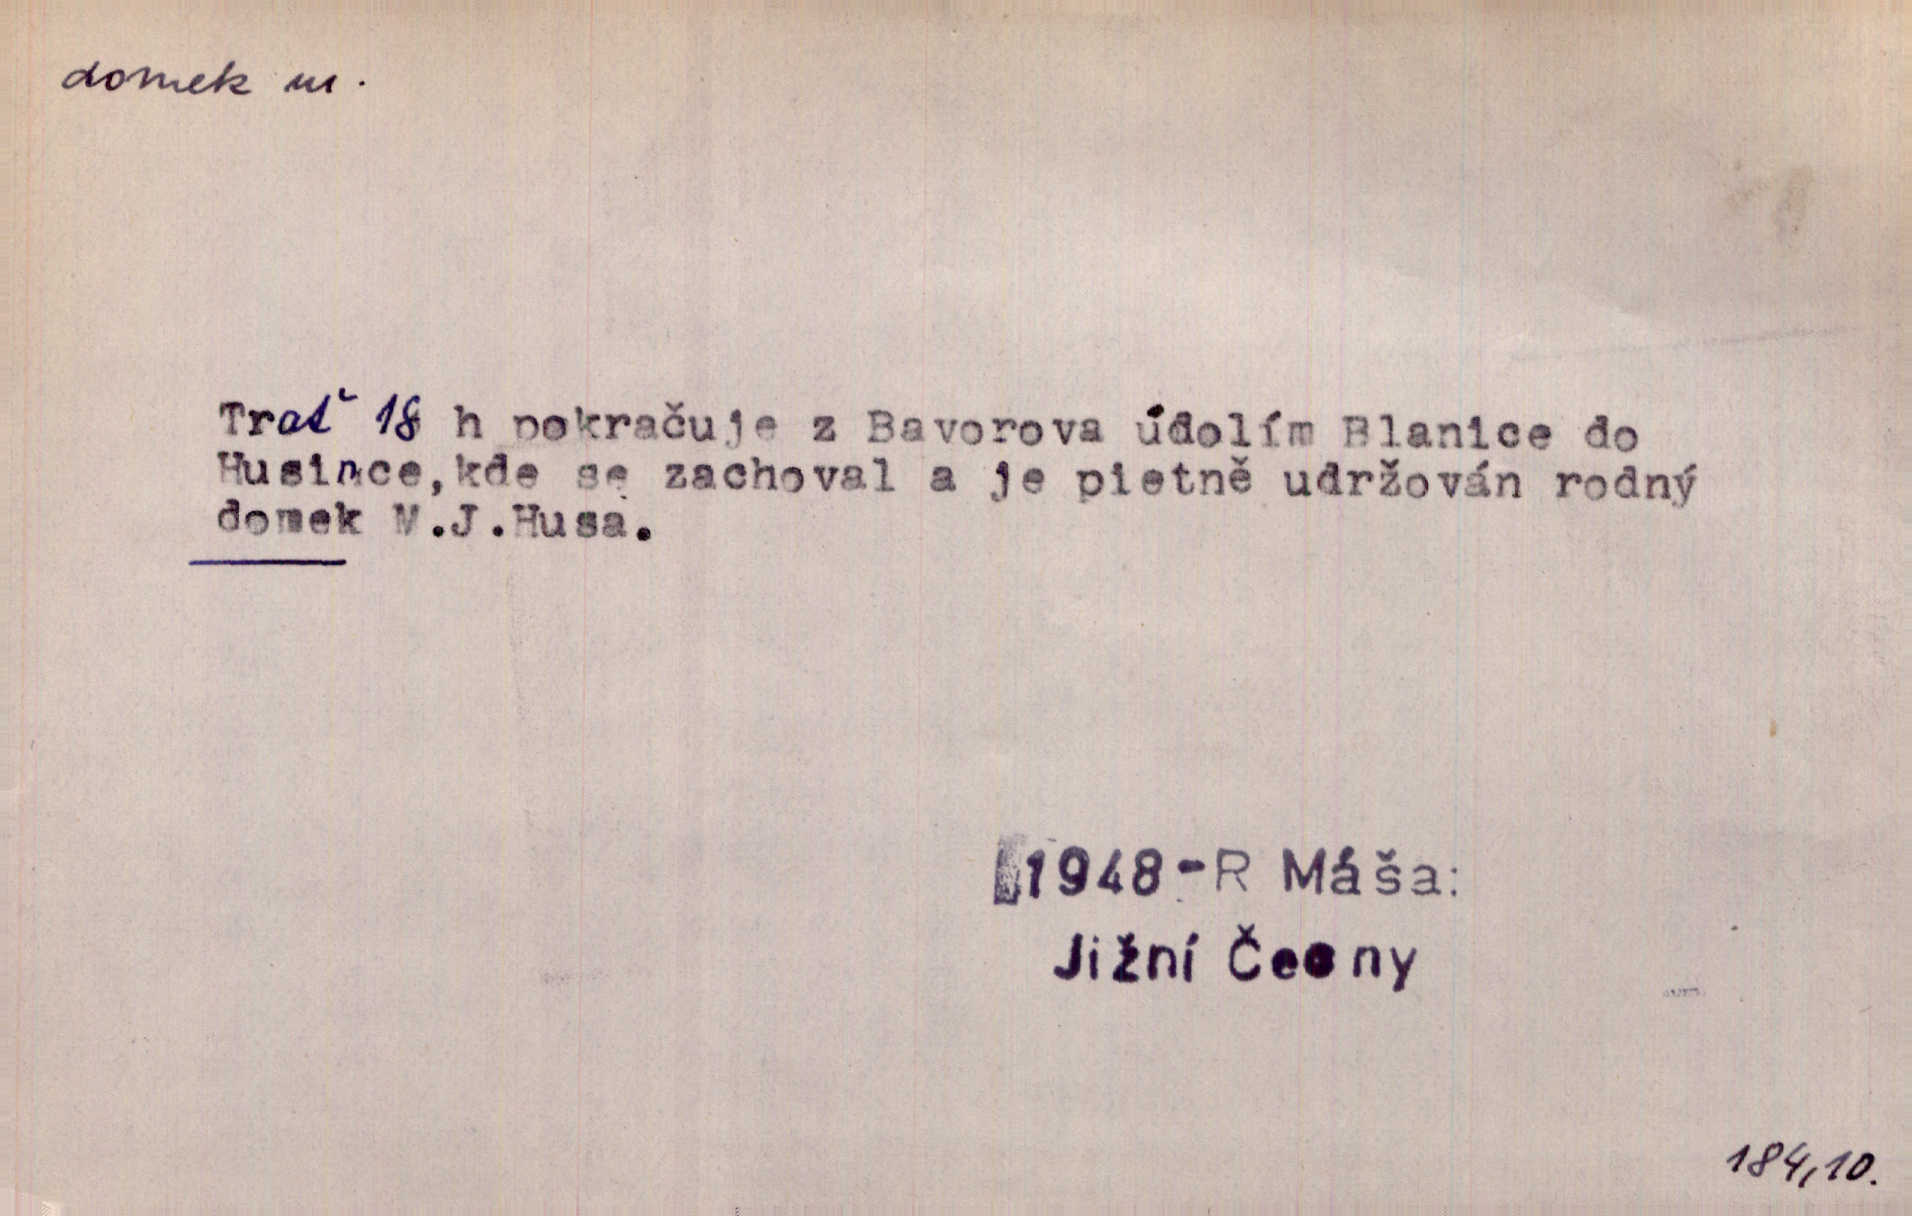 domek m.
Trať 18 h pokračuje z Bavorova údolím Blanice do
Husince, kde se zachoval a je pietně udržován rodný
domek M.J.Husa.
1948-R Máša:
Jižní Čechy
184,10.